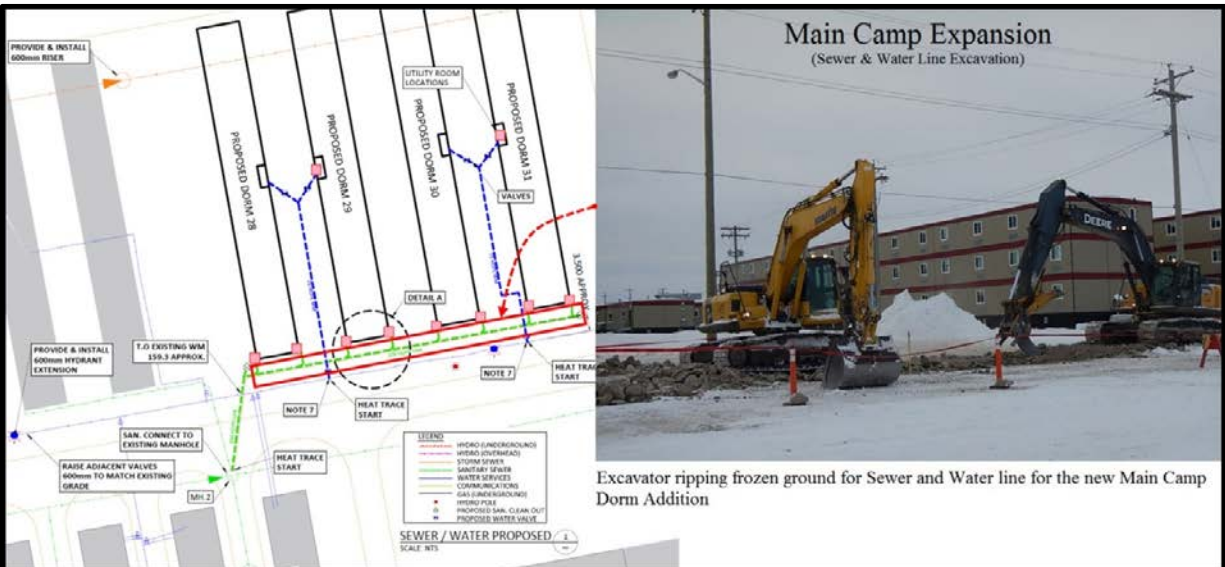 PROVIDE & INSTALL
600mm RISER
UTILITY ROOM
LOCATIONS
PROPOSED DORM 28
PROPOSED DORM 29
PROPOSED DORM 30
PROPOSED DORM 31
VALVES
3,500 APPROX
DETAIL A
T.O EXISTING WM
159.3 APPROX.
PROVIDE & INSTALL
600mm HYDRANT
EXTENSION
NOTE 7
HEAT TRACE
START
NOTE 7
HEAT TRACE
START
SAN. CONNECT TO
EXISTING MANHOLE
HEAT TRACE
START
RAISE ADJACENT VALVES
600mm TO MATCH EXISTING
GRADE
MH.2
LEGEND
HYDRO (UNDERGROUND)
HYDRO (OVERHEAD)
STORM SEWER
SANITARY SEWER
WATER SERVICES
COMMUNICATIONS
GAS (UNDERGROUND)
HYDRO POLE
PROPOSED SAN. CLEAN OUT
PROPOSED WATER VALVE
SEWER / WATER PROPOSED
SCALE: NTS
Main Camp Expansion
(Sewer & Water Line Excavation)
KOMATSU
DEERE
Excavator ripping frozen ground for Sewer and Water line for the new Main Camp
Dorm Addition